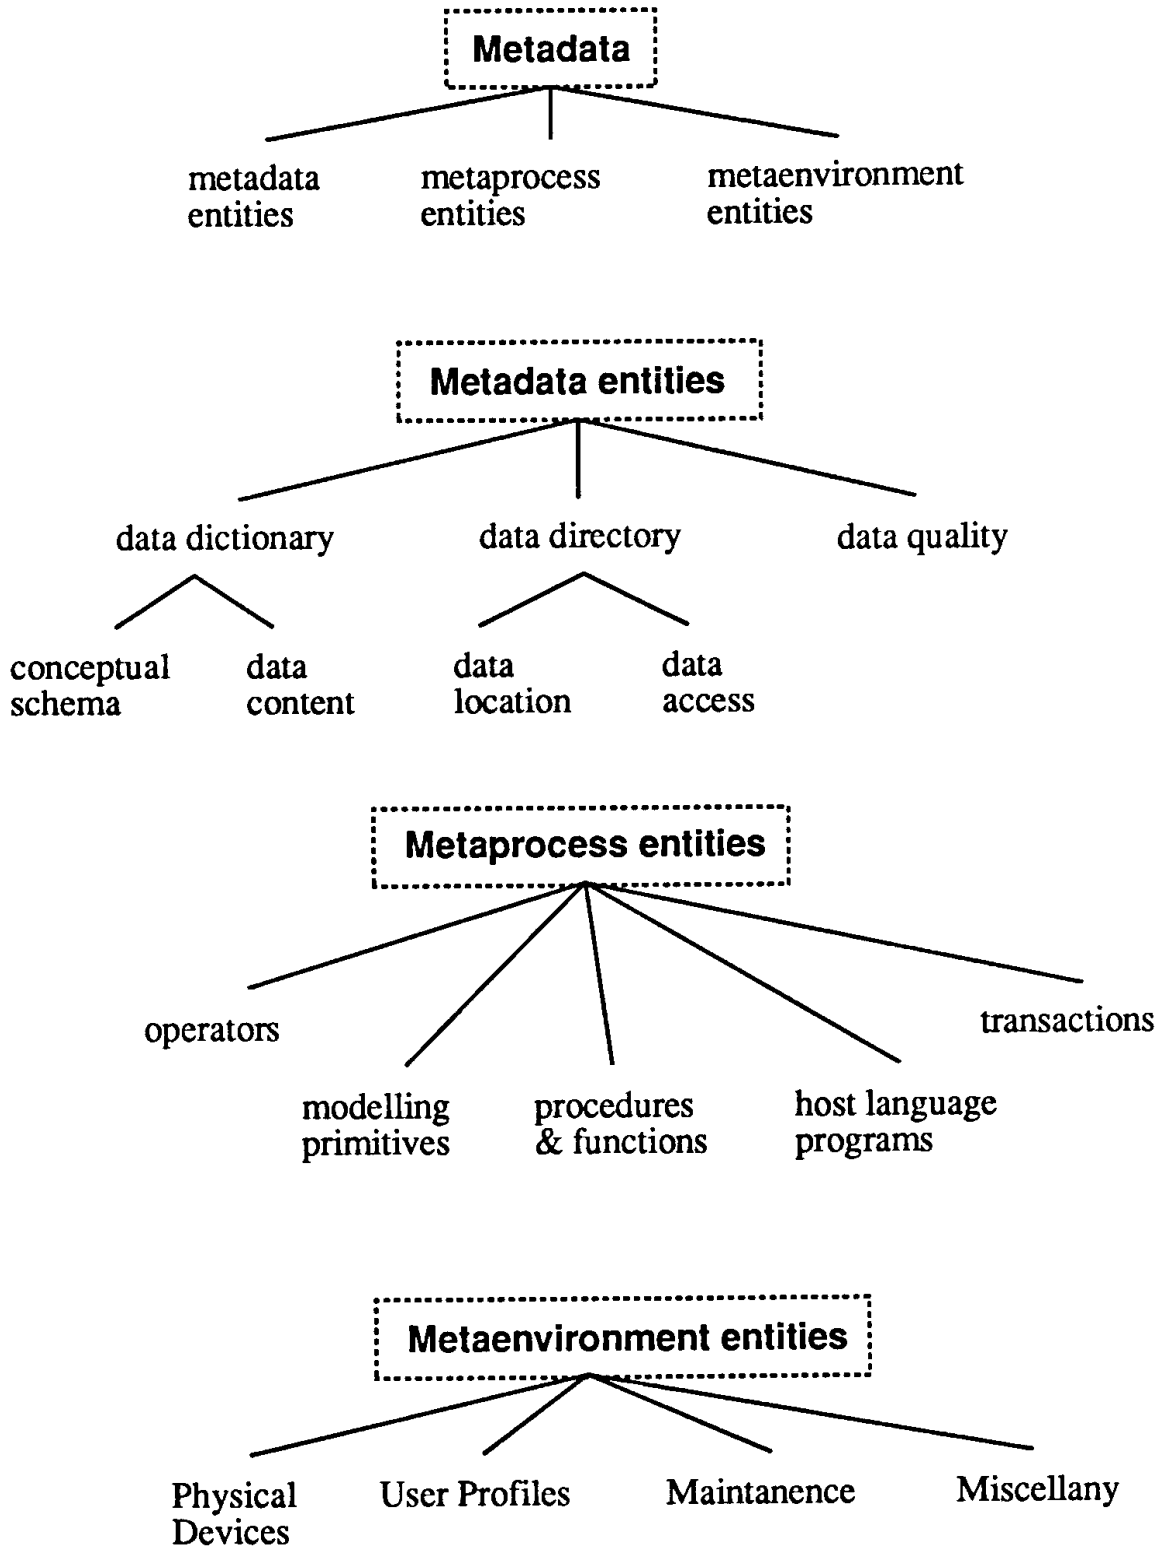 Metadata
metadata
entities
metaprocess
entities
metaenvironment
entities
Metadata entities
data dictionary
data directory
data quality
conceptual
schema
data
content
data
location
data
access
Metaprocess entities
operators
transactions
modelling
primitives
procedures
& functions
host language
programs
Metaenvironment entities
Physical
Devices
User Profiles
Maintanence
Miscellany